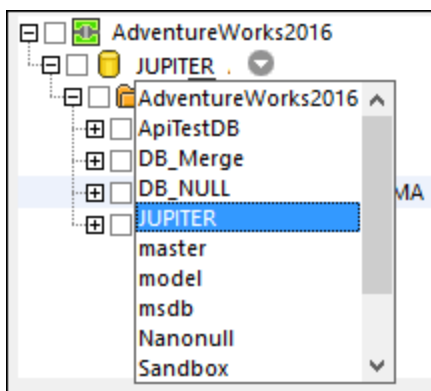 AdventureWorks2016
JUPITER .
AdventureWorks2016
ApiTestDB
DB_Merge
DB_NULL
MA
JUPITER
master
model
msdb
Nanonull
Sandbox